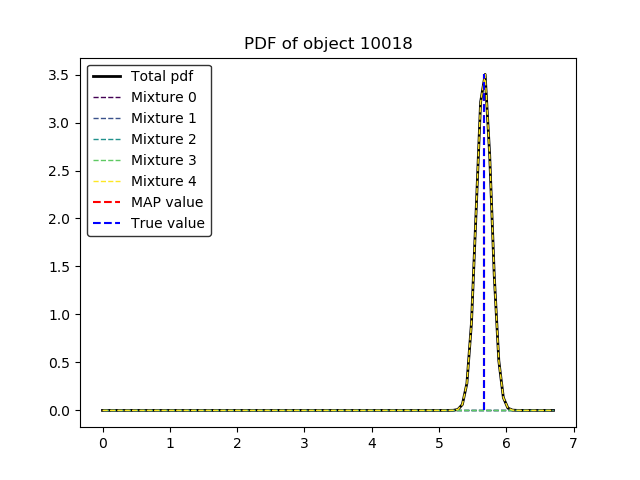 PDF of object 10018
3.5
3.0
2.5
2.0
1.5
1.0
0.5
0.0
Total pdf
Mixture 0
Mixture 1
Mixture 2
Mixture 3
Mixture 4
MAP value
True value
0 1 2 3 4 5 6 7